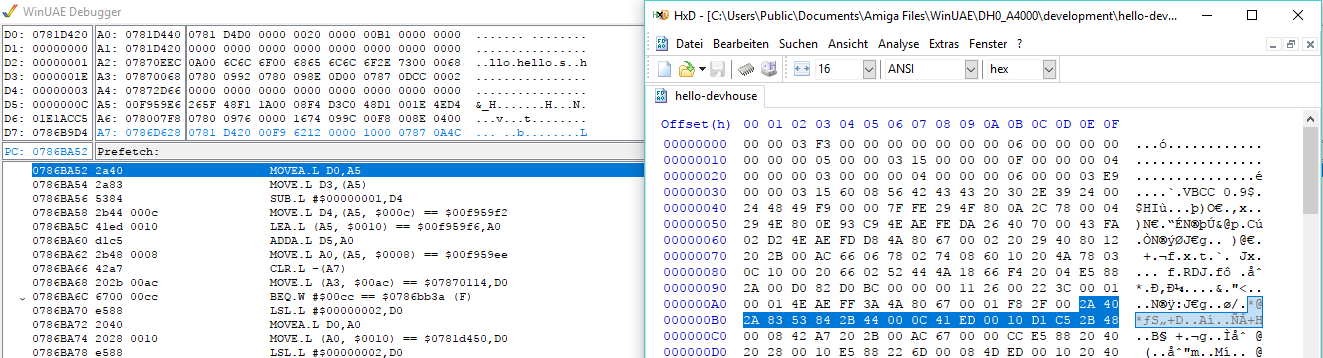 WinUAE Debugger
D0: 0781D420 A0: 0781D440 0781 D4D0 0000 0020 0000 00B1 0000 0000 ....... ........
D1: 00000000 A1: 0781D420 0000 0000 0000 0000 0000 0000 0000 0000 ................
D2: 00000001 A2: 07870EEC 0A00 6C6C 6F00 6865 6C6C 6F2E 7300 0068 ..llo.hello.s..h
D3: 0000001E A3: 07870068 0780 0992 0780 098E 0D00 0787 0DCC 0002 ................
D4: 00000003 A4: 07872D66 0000 0000 0000 0000 0000 0000 0000 0000 ................
D5: 0000000C A5: 00F959E6 265F 48F1 1A00 08F4 D3C0 48D1 001E 4ED4 &_H.......H...N.
D6: 01E1ACC5 A6: 078007F8 0780 0976 0000 1674 099C 00F8 008E 0400 ...v...t........
D7: 0786B9D4 A7: 0786D628 0781 D420 00F9 6212 0000 1000 0787 0A4C ... ..b........L
PC: 0786BA52 Prefetch:
0786BA52 2a40 MOVEA.L D0,A5
0786BA54 2a83 MOVE.L D3,(A5)
0786BA56 5384 SUB.L #$00000001,D4
0786BA58 2b44 000c MOVE.L D4,(A5, $000c) == $00f959f2
0786BA5C 41ed 0010 LEA.L (A5, $0010) == $00f959f6,A0
0786BA60 d1c5 ADDA.L D5,A0
0786BA62 2b48 0008 MOVE.L A0,(A5, $0008) == $00f959ee
0786BA66 42a7 CLR.L -(A7)
0786BA68 202b 00ac MOVE.L (A3, $00ac) == $07870114,D0
0786BA6C 6700 00cc BEQ.W #$00cc == $0786bb3a (F)
0786BA70 e588 LSL.L #$00000002,D0
0786BA72 2040 MOVEA.L D0,A0
0786BA74 2028 0010 MOVE.L (A0, $0010) == $0781d450,D0
0786BA78 e588 LSL.L #$00000002,D0
HxD - [C:\Users\Public\Documents\Amiga Files\WinUAE\DH0_A4000\development\hello-dev...
Datei Bearbeiten Suchen Ansicht Analyse Extras Fenster ?
16 ANSI hex
hello-devhouse
Offset(h) 00 01 02 03 04 05 06 07 08 09 0A 0B 0C 0D 0E 0F
00000000 00 00 03 F3 00 00 00 00 00 00 00 06 00 00 00 00 ...ó............
00000010 00 00 00 05 00 00 03 15 00 00 00 0F 00 00 00 04 ................
00000020 00 00 00 03 00 00 00 04 00 00 00 06 00 00 03 E9 ...............é
00000030 00 00 03 15 60 08 56 42 43 43 20 30 2E 39 24 00 ....`.VBCC 0.9$.
00000040 24 48 49 F9 00 00 7F FE 29 4F 80 0A 2C 78 00 04 $HIù...þ)O€.,x..
00000050 29 4E 80 0E 93 C9 4E AE FE DA 26 40 70 00 43 FA )N€.“ÉN®þÚ&@p.Cú
00000060 02 D2 4E AE FD D8 4A 80 67 00 02 20 29 40 80 12 .ÒN®ýØJ€g.. )@€.
00000070 20 2B 00 AC 66 06 78 02 74 08 60 10 20 4A 78 03 +.¬f.x.t.`. Jx.
00000080 0C 10 00 20 66 02 52 44 4A 18 66 F4 20 04 E5 88 ... f.RDJ.fô .åˆ
00000090 2A 00 D0 82 D0 BC 00 00 00 11 26 00 22 3C 00 01 *.Ð‚Ð¼....&."<..
000000A0 00 01 4E AE FF 3A 4A 80 67 00 01 F8 2F 00 2A 40 ..N®ÿ:J€g..ø/.*@
000000B0 2A 83 53 84 2B 44 00 0C 41 ED 00 10 D1 C5 2B 48 *ƒS„+D..Aí..ÑÅ+H
000000C0 00 08 42 A7 20 2B 00 AC 67 00 00 CC E5 88 20 40 ..B§ +.¬g..Ìåˆ @
000000D0 20 28 00 10 E5 88 22 6D 00 08 4D ED 00 10 20 40 (..åˆ"m..Mí.. @